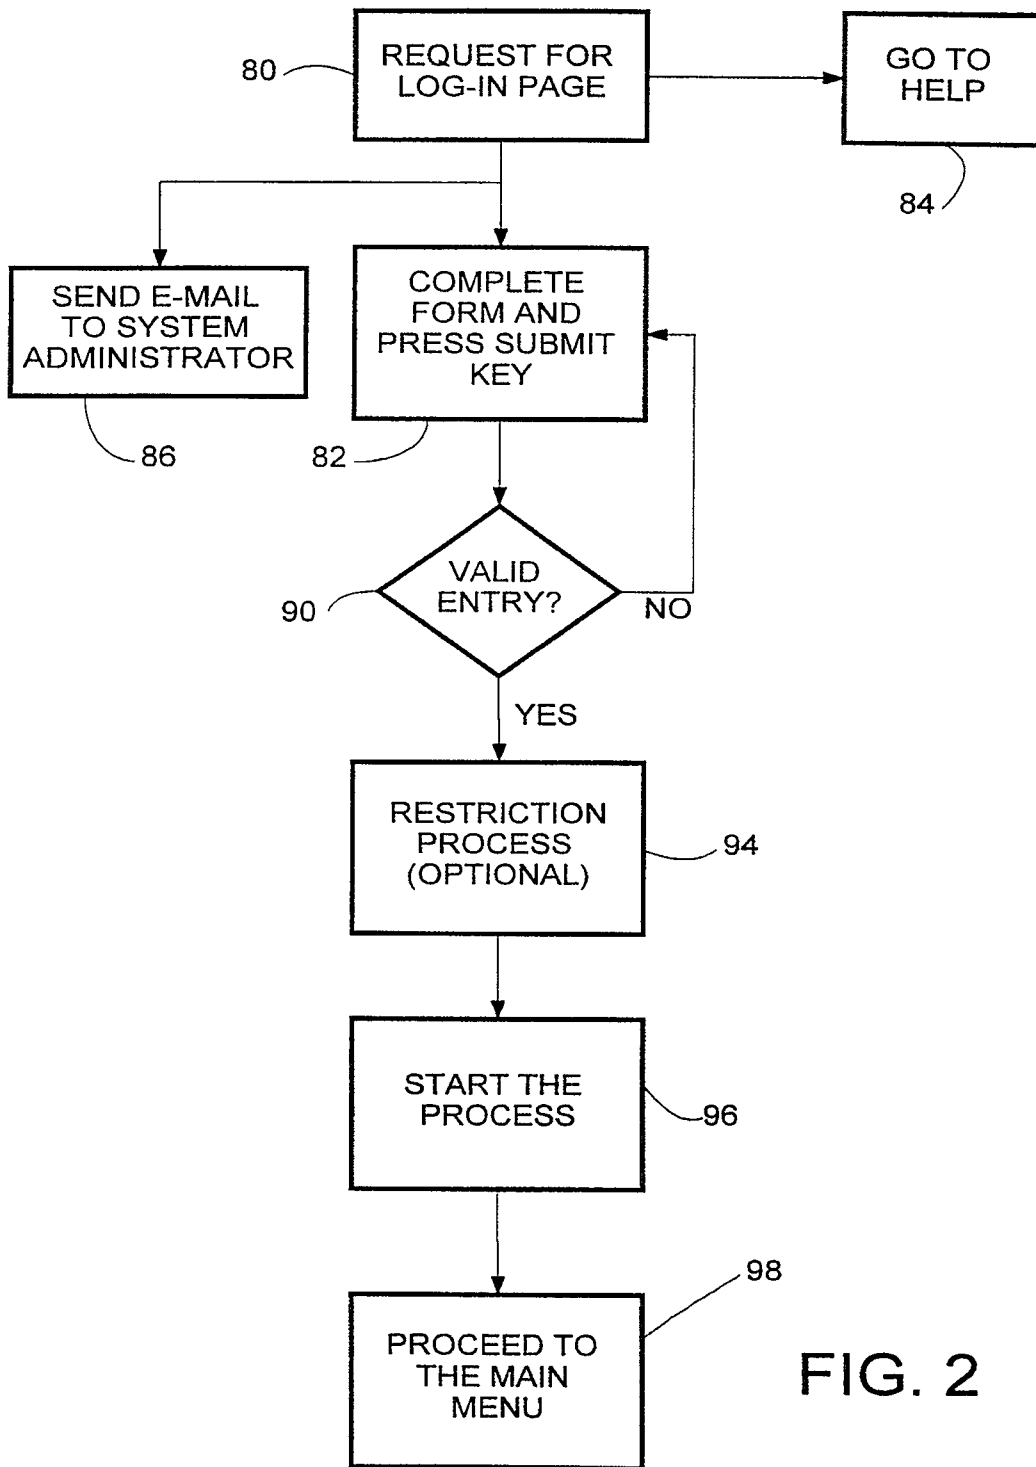 80
REQUEST FOR
LOG-IN PAGE
GO TO
HELP
84
SEND E-MAIL
TO SYSTEM
ADMINISTRATOR
86
COMPLETE
FORM AND
PRESS SUBMIT
KEY
82
90
VALID
ENTRY?
NO
YES
RESTRICTION
PROCESS
(OPTIONAL)
94
START THE
PROCESS
96
98
PROCEED TO
THE MAIN
MENU
FIG. 2